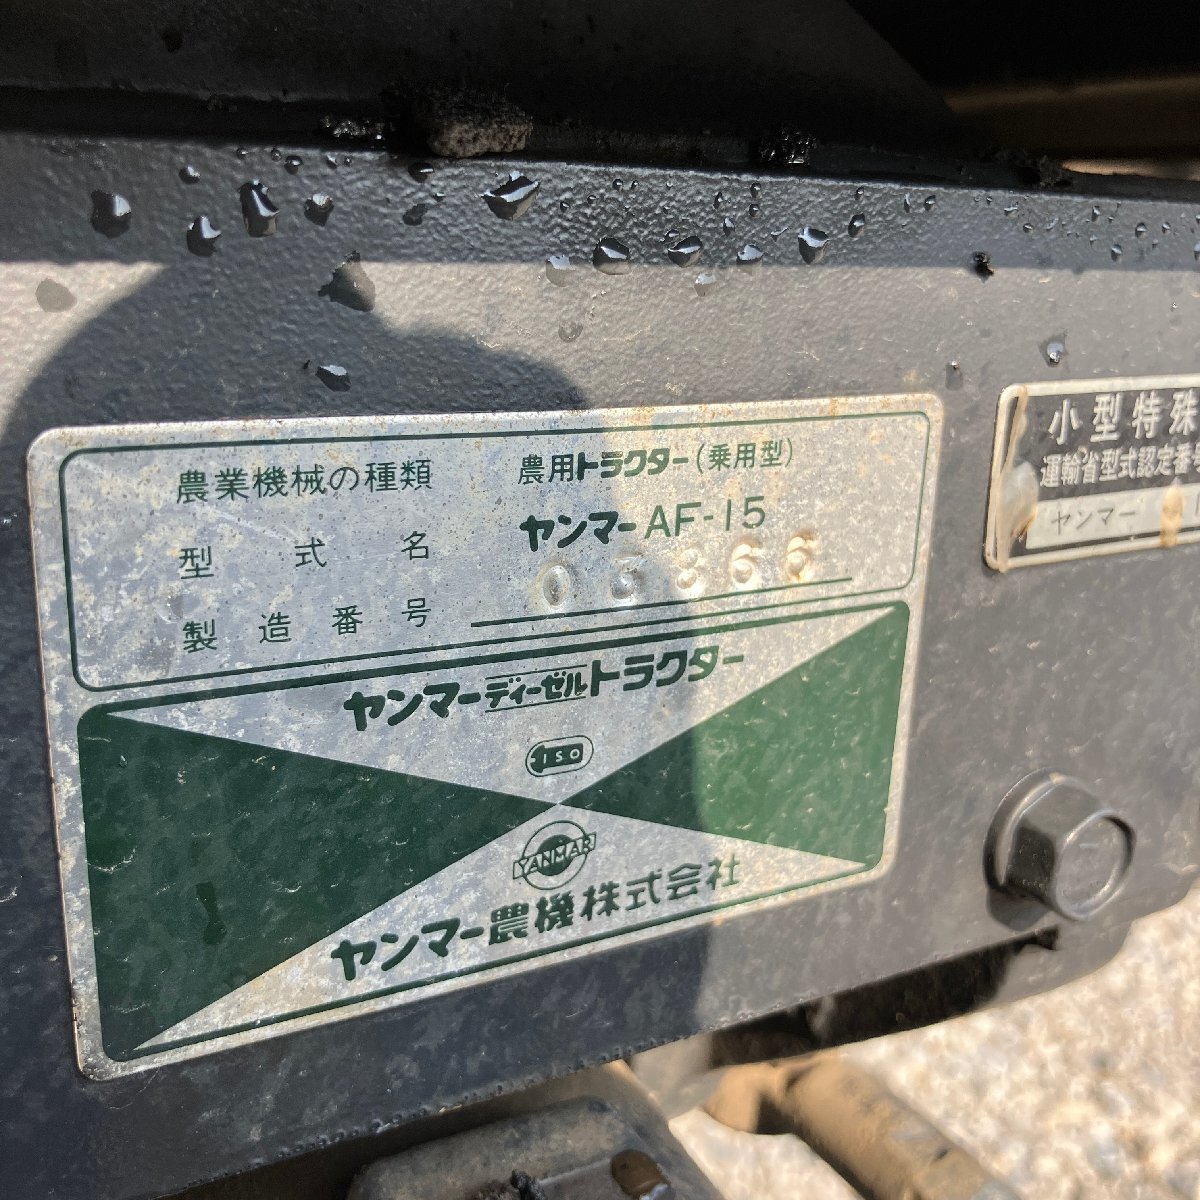 農業機械の種類 農用トラクター(乗用型)
型式名 ヤンマー AF-15
製造番号 03866
ヤンマーディーゼルトラクター
ISO
YANMAR
ヤンマー農機株式会社
小型特殊
運輸省型式認定番号
ヤンマー